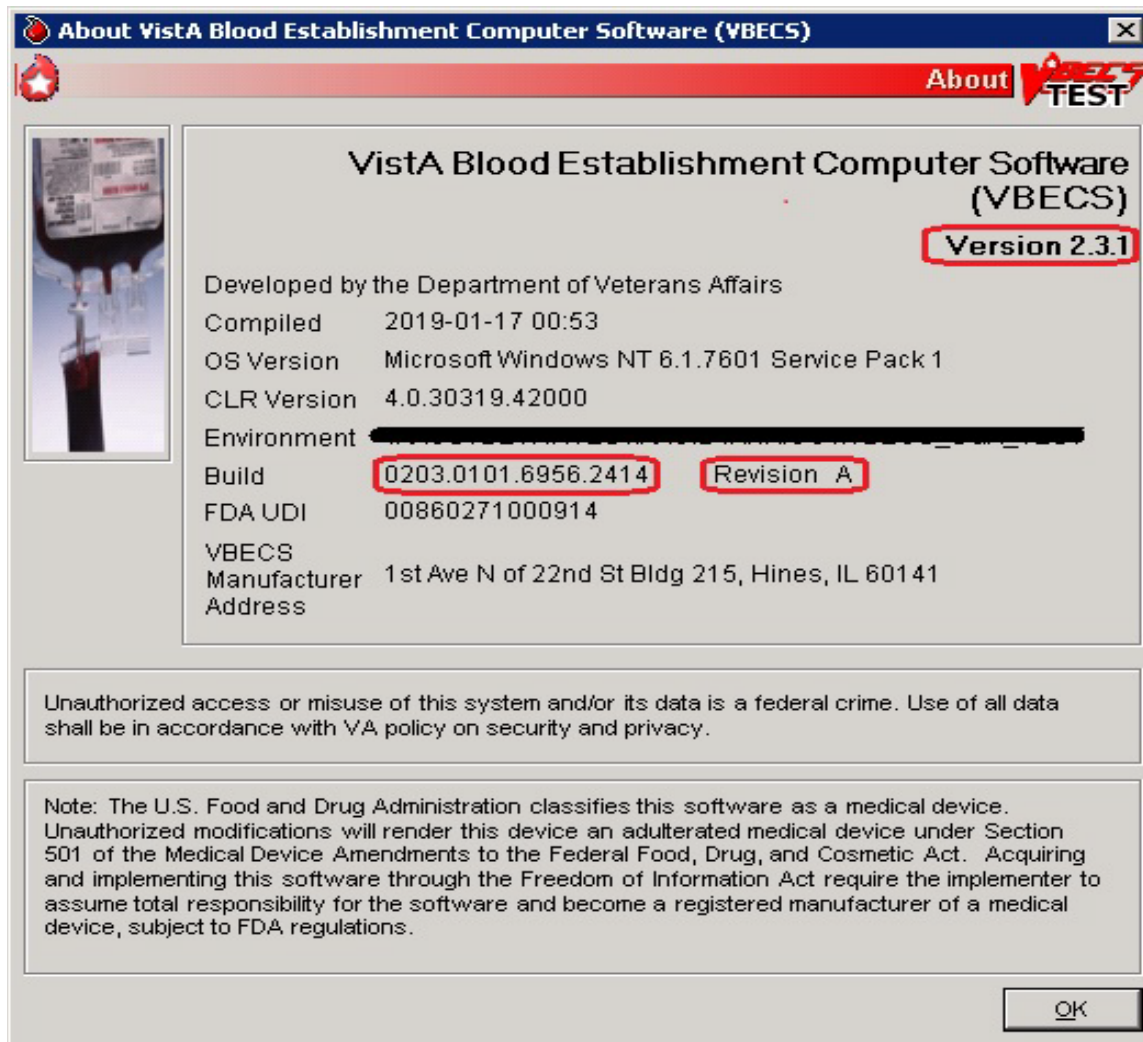 About VistA Blood Establishment Computer Software (VBECS)
About
VBECS
TEST
VistA Blood Establishment Computer Software
(VBECS)
Version 2.3.1
Developed by the Department of Veterans Affairs
Compiled 2019-01-17 00:53
OS Version Microsoft Windows NT 6.1.7601 Service Pack 1
CLR Version 4.0.30319.42000
Environment
Build 0203.0101.6956.2414 Revision A
FDA UDI 00860271000914
VBECS
Manufacturer 1st Ave N of 22nd St Bldg 215, Hines, IL 60141
Address
Unauthorized access or misuse of this system and/or its data is a federal crime. Use of all data
shall be in accordance with VA policy on security and privacy.
Note: The U.S. Food and Drug Administration classifies this software as a medical device.
Unauthorized modifications will render this device an adulterated medical device under Section
501 of the Medical Device Amendments to the Federal Food, Drug, and Cosmetic Act. Acquiring
and implementing this software through the Freedom of Information Act require the implementer to
assume total responsibility for the software and become a registered manufacturer of a medical
device, subject to FDA regulations.
OK